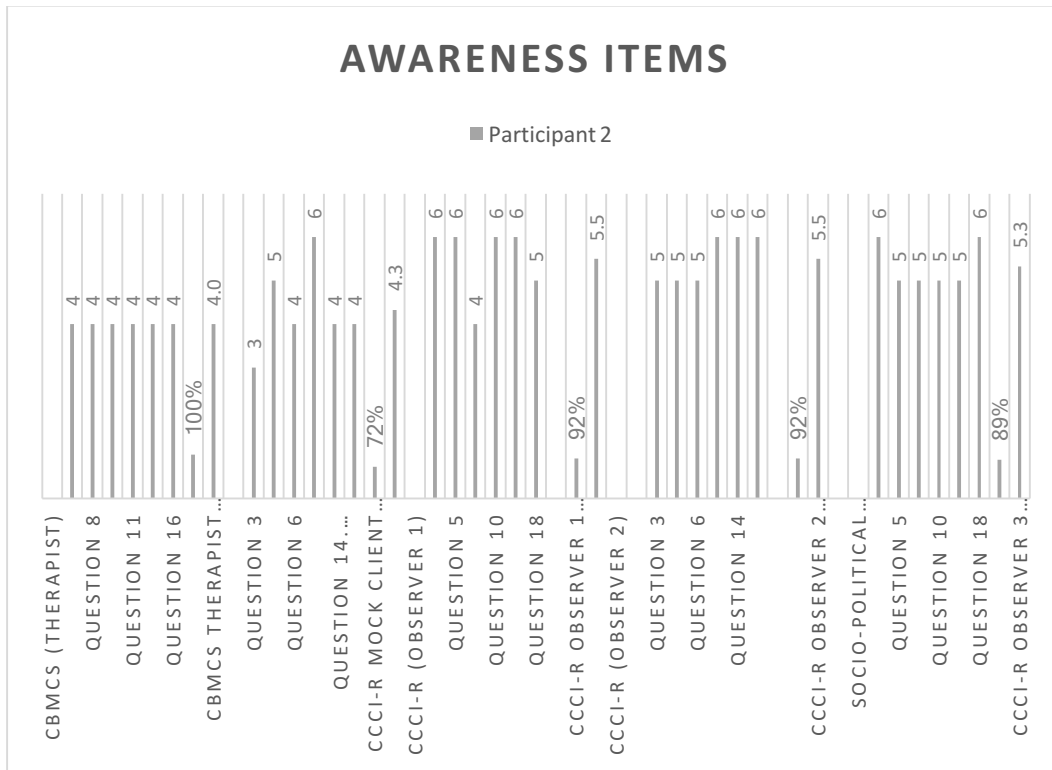 AWARENESS ITEMS
Participant 2
4
4
4
4
4
4
100%
4.0
3
5
4
6
4
4
72%
4.3
6
6
4
6
6
5
92%
5.5
5
5
5
6
6
6
92%
5.5
6
5
5
5
5
6
89%
5.3
CBMCS (THERAPIST)
QUESTION 8
QUESTION 11
QUESTION 16
CBMCS THERAPIST…
QUESTION 3
QUESTION 6
QUESTION 14…
CCCI-R MOCK CLIENT…
CCCI-R (OBSERVER 1)
QUESTION 5
QUESTION 10
QUESTION 18
CCCI-R OBSERVER 1…
CCCI-R (OBSERVER 2)
QUESTION 3
QUESTION 6
QUESTION 14
CCCI-R OBSERVER 2…
SOCIO-POLITICAL…
QUESTION 5
QUESTION 10
QUESTION 18
CCCI-R OBSERVER 3…